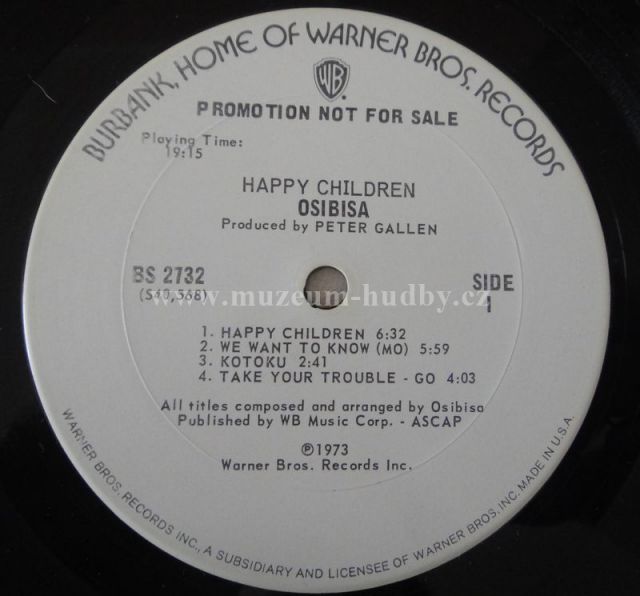 BURBANK, HOME OF WARNER BROS. RECORDS
WB
PROMOTION NOT FOR SALE
Playing Time:
19:15
HAPPY CHILDREN
OSIBISA
Produced by PETER GALLEN
BS 2732
SIDE
(S40,568)
1
www.muzeum-hudby.cz
1. HAPPY CHILDREN 6:32
2. WE WANT TO KNOW (MO) 5:59
3. KOTOKU 2:41
4. TAKE YOUR TROUBLE - GO 4:03
All titles composed and arranged by Osibisa
Published by WB Music Corp. - ASCAP
Ⓟ1973
Warner Bros. Records Inc.
WARNER BROS. RECORDS INC., A SUBSIDIARY AND LICENSEE OF WARNER BROS. INC. MADE IN U.S.A.